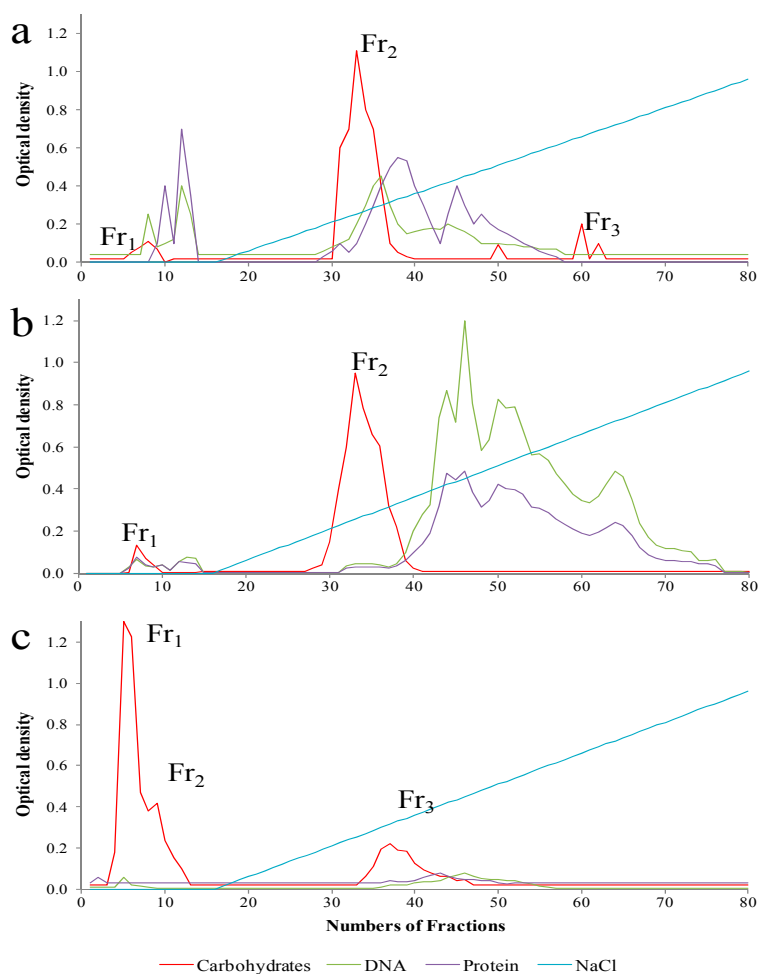 a
1.2
1.0
0.8
0.6
0.4
0.2
0.0
Optical density
Fr1
Fr2
Fr3
0 10 20 30 40 50 60 70 80
b
1.2
1.0
0.8
0.6
0.4
0.2
0.0
Optical density
Fr1
Fr2
0 10 20 30 40 50 60 70 80
c
1.2
1.0
0.8
0.6
0.4
0.2
0.0
Optical density
Fr1
Fr2
Fr3
0 10 20 30 40 50 60 70 80
Numbers of Fractions
Carbohydrates DNA Protein NaCl